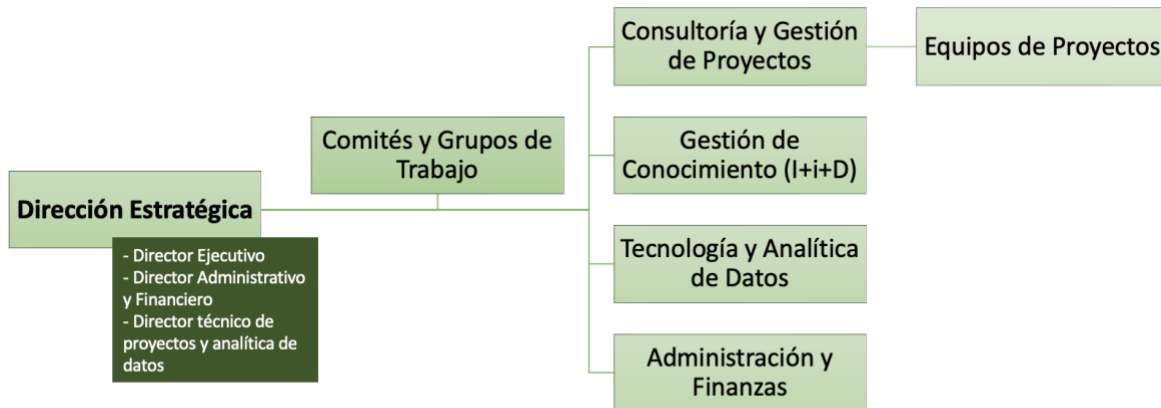 Dirección Estratégica
- Director Ejecutivo
- Director Administrativo
y Financiero
- Director técnico de
proyectos y analítica de
datos
Comités y Grupos de
Trabajo
Consultoría y Gestión
de Proyectos
Equipos de Proyectos
Gestión de
Conocimiento (I+i+D)
Tecnología y Analítica
de Datos
Administración y
Finanzas